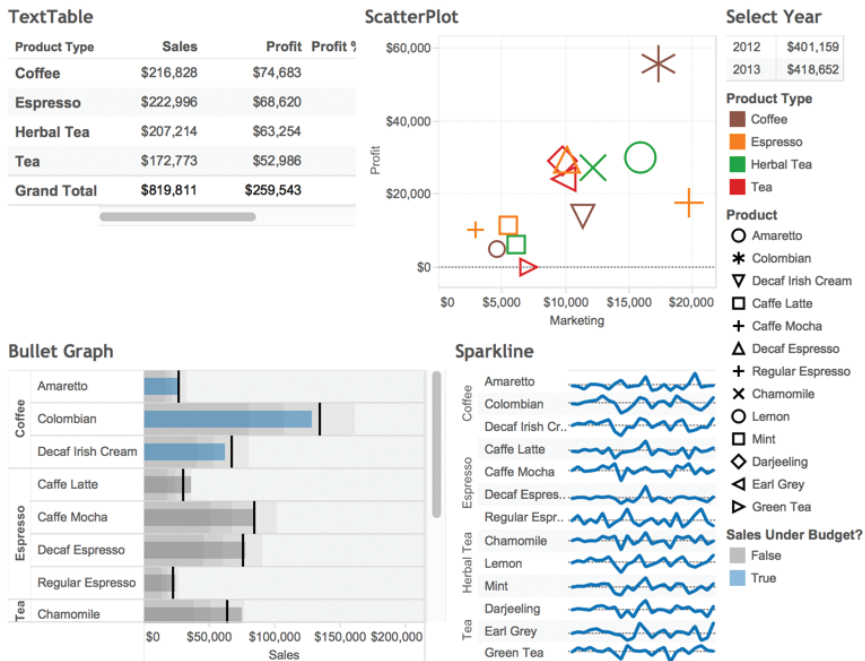 TextTable
Product Type Sales Profit Profit %
Coffee $216,828 $74,683
Espresso $222,996 $68,620
Herbal Tea $207,214 $63,254
Tea $172,773 $52,986
Grand Total $819,811 $259,543
ScatterPlot
$60,000
$40,000
$20,000
$0
Profit
$0 $5,000 $10,000 $15,000 $20,000
Marketing
Select Year
2012 $401,159
2013 $418,652
Product Type
Coffee
Espresso
Herbal Tea
Tea
Product
Amaretto
Colombian
Decaf Irish Cream
Caffe Latte
Caffe Mocha
Decaf Espresso
Regular Espresso
Chamomile
Lemon
Mint
Darjeeling
Earl Grey
Green Tea
Sales Under Budget?
False
True
Bullet Graph
Coffee
Amaretto
Colombian
Decaf Irish Cream
Espresso
Caffe Latte
Caffe Mocha
Decaf Espresso
Regular Espresso
Tea
Chamomile
$0 $50,000 $100,000 $150,000 $200,000
Sales
Sparkline
Coffee
Amaretto
Colombian
Decaf Irish Cr..
Espresso
Caffe Latte
Caffe Mocha
Decaf Espres..
Regular Espr..
Herbal Tea
Chamomile
Lemon
Mint
Tea
Darjeeling
Earl Grey
Green Tea